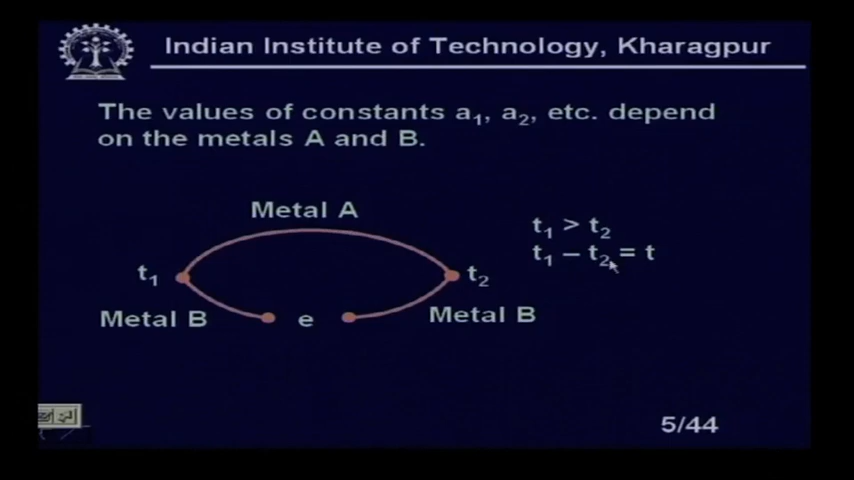 Indian Institute of Technology, Kharagpur
The values of constants a₁, a₂, etc. depend
on the metals A and B.
Metal A
t₁ > t₂
t₁ – t₂ = t
t₁
t₂
Metal B
e
Metal B
5/44